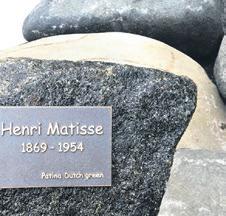 Henri Matisse
1869 - 1954
Patina Dutch green